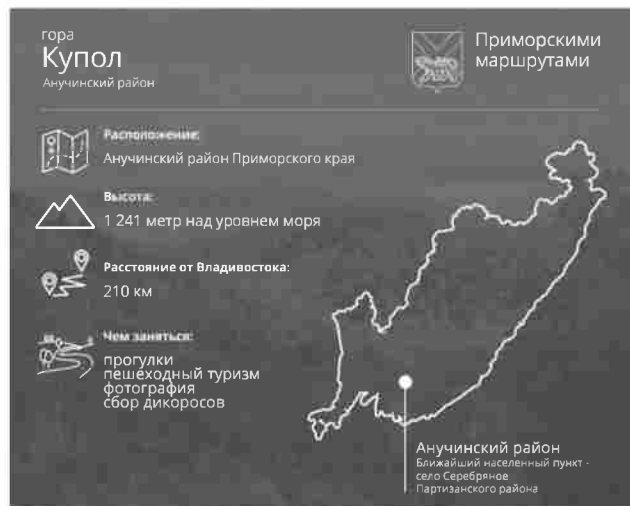 гора
Купол
Анучинский район
Приморскими
маршрутами
Расположение:
Анучинский район Приморского края
Высота:
1 241 метр над уровнем моря
Расстояние от Владивостока:
210 км
Чем заняться:
прогулки
пешеходный туризм
фотография
сбор дикоросов
Анучинский район
Ближайший населенный пункт -
село Серебряное
Партизанского района